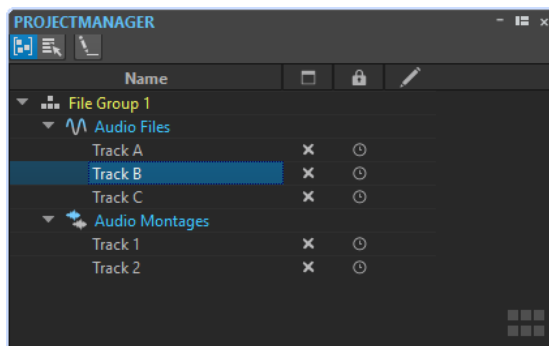 PROJECTMANAGER
Name
File Group 1
Audio Files
Track A
Track B
Track C
Audio Montages
Track 1
Track 2